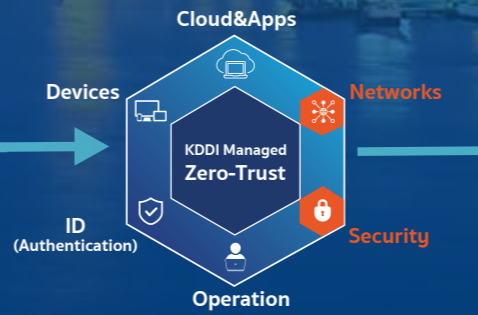 Cloud&Apps
Devices
Networks
KDDI Managed
Zero-Trust
ID
(Authentication)
Security
Operation